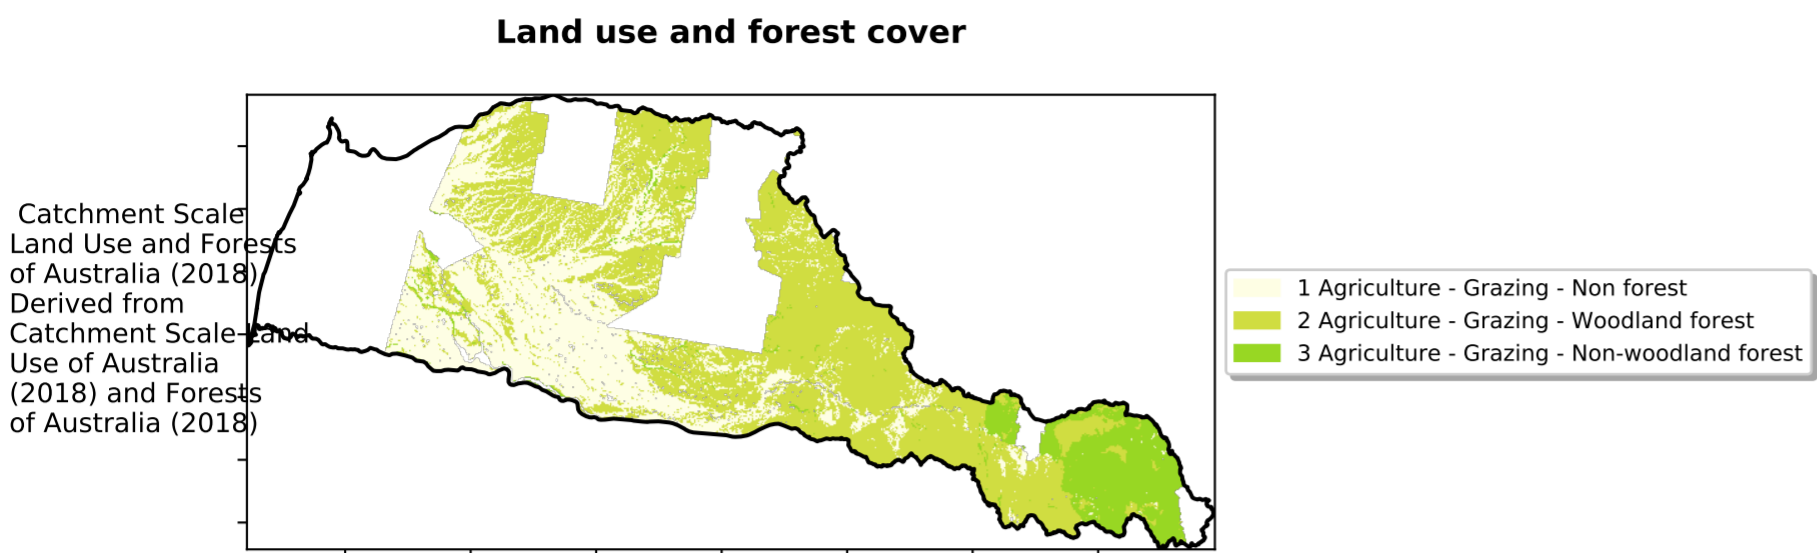 Land use and forest cover
Catchment Scale
Land Use and Forests
of Australia (2018)
Derived from
Catchment Scale Land
Use of Australia
(2018) and Forests
of Australia (2018)
1 Agriculture - Grazing - Non forest
2 Agriculture - Grazing - Woodland forest
3 Agriculture - Grazing - Non-woodland forest